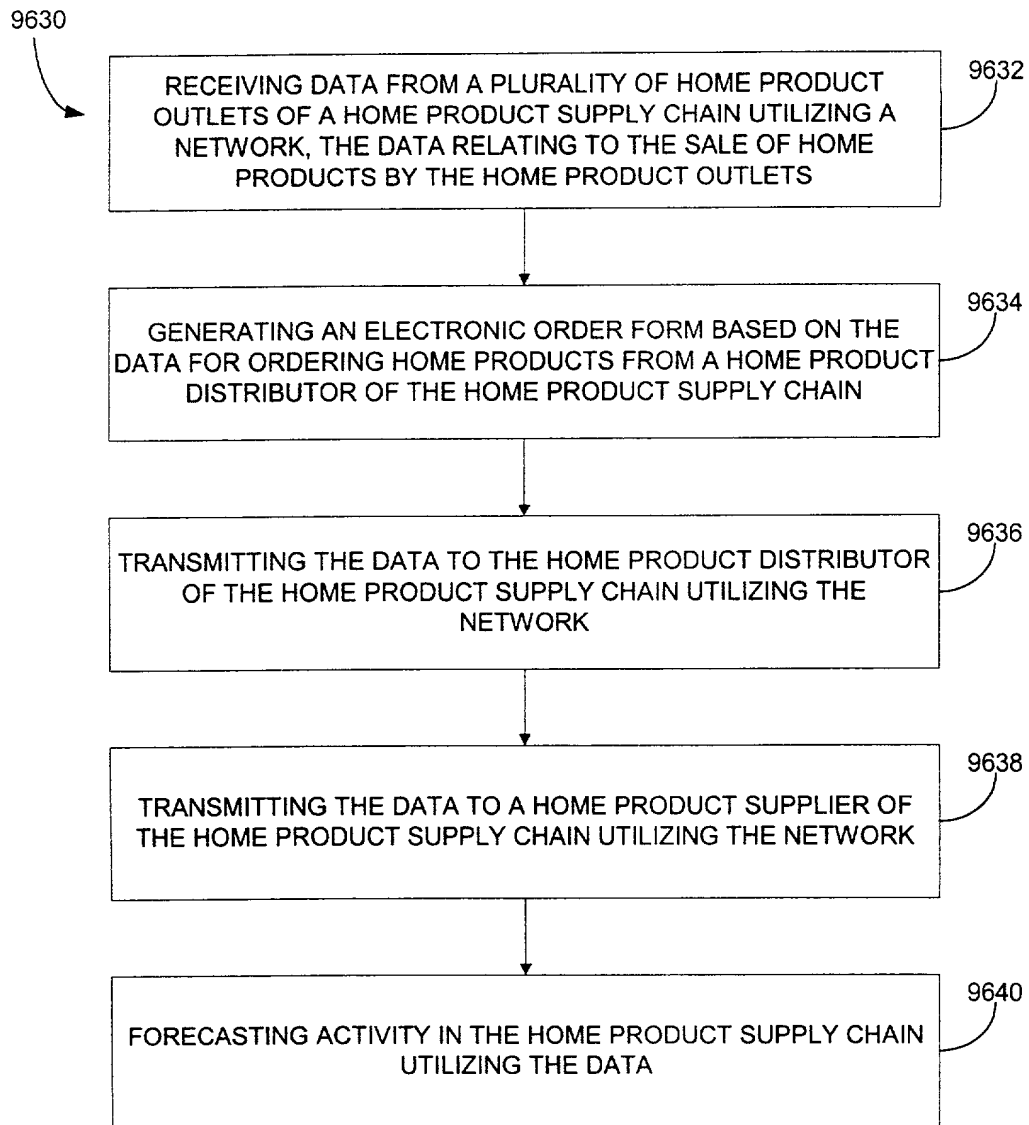 9630
9632
RECEIVING DATA FROM A PLURALITY OF HOME PRODUCT
OUTLETS OF A HOME PRODUCT SUPPLY CHAIN UTILIZING A
NETWORK, THE DATA RELATING TO THE SALE OF HOME
PRODUCTS BY THE HOME PRODUCT OUTLETS
9634
GENERATING AN ELECTRONIC ORDER FORM BASED ON THE
DATA FOR ORDERING HOME PRODUCTS FROM A HOME PRODUCT
DISTRIBUTOR OF THE HOME PRODUCT SUPPLY CHAIN
9636
TRANSMITTING THE DATA TO THE HOME PRODUCT DISTRIBUTOR
OF THE HOME PRODUCT SUPPLY CHAIN UTILIZING THE
NETWORK
9638
TRANSMITTING THE DATA TO A HOME PRODUCT SUPPLIER OF
THE HOME PRODUCT SUPPLY CHAIN UTILIZING THE NETWORK
9640
FORECASTING ACTIVITY IN THE HOME PRODUCT SUPPLY CHAIN
UTILIZING THE DATA